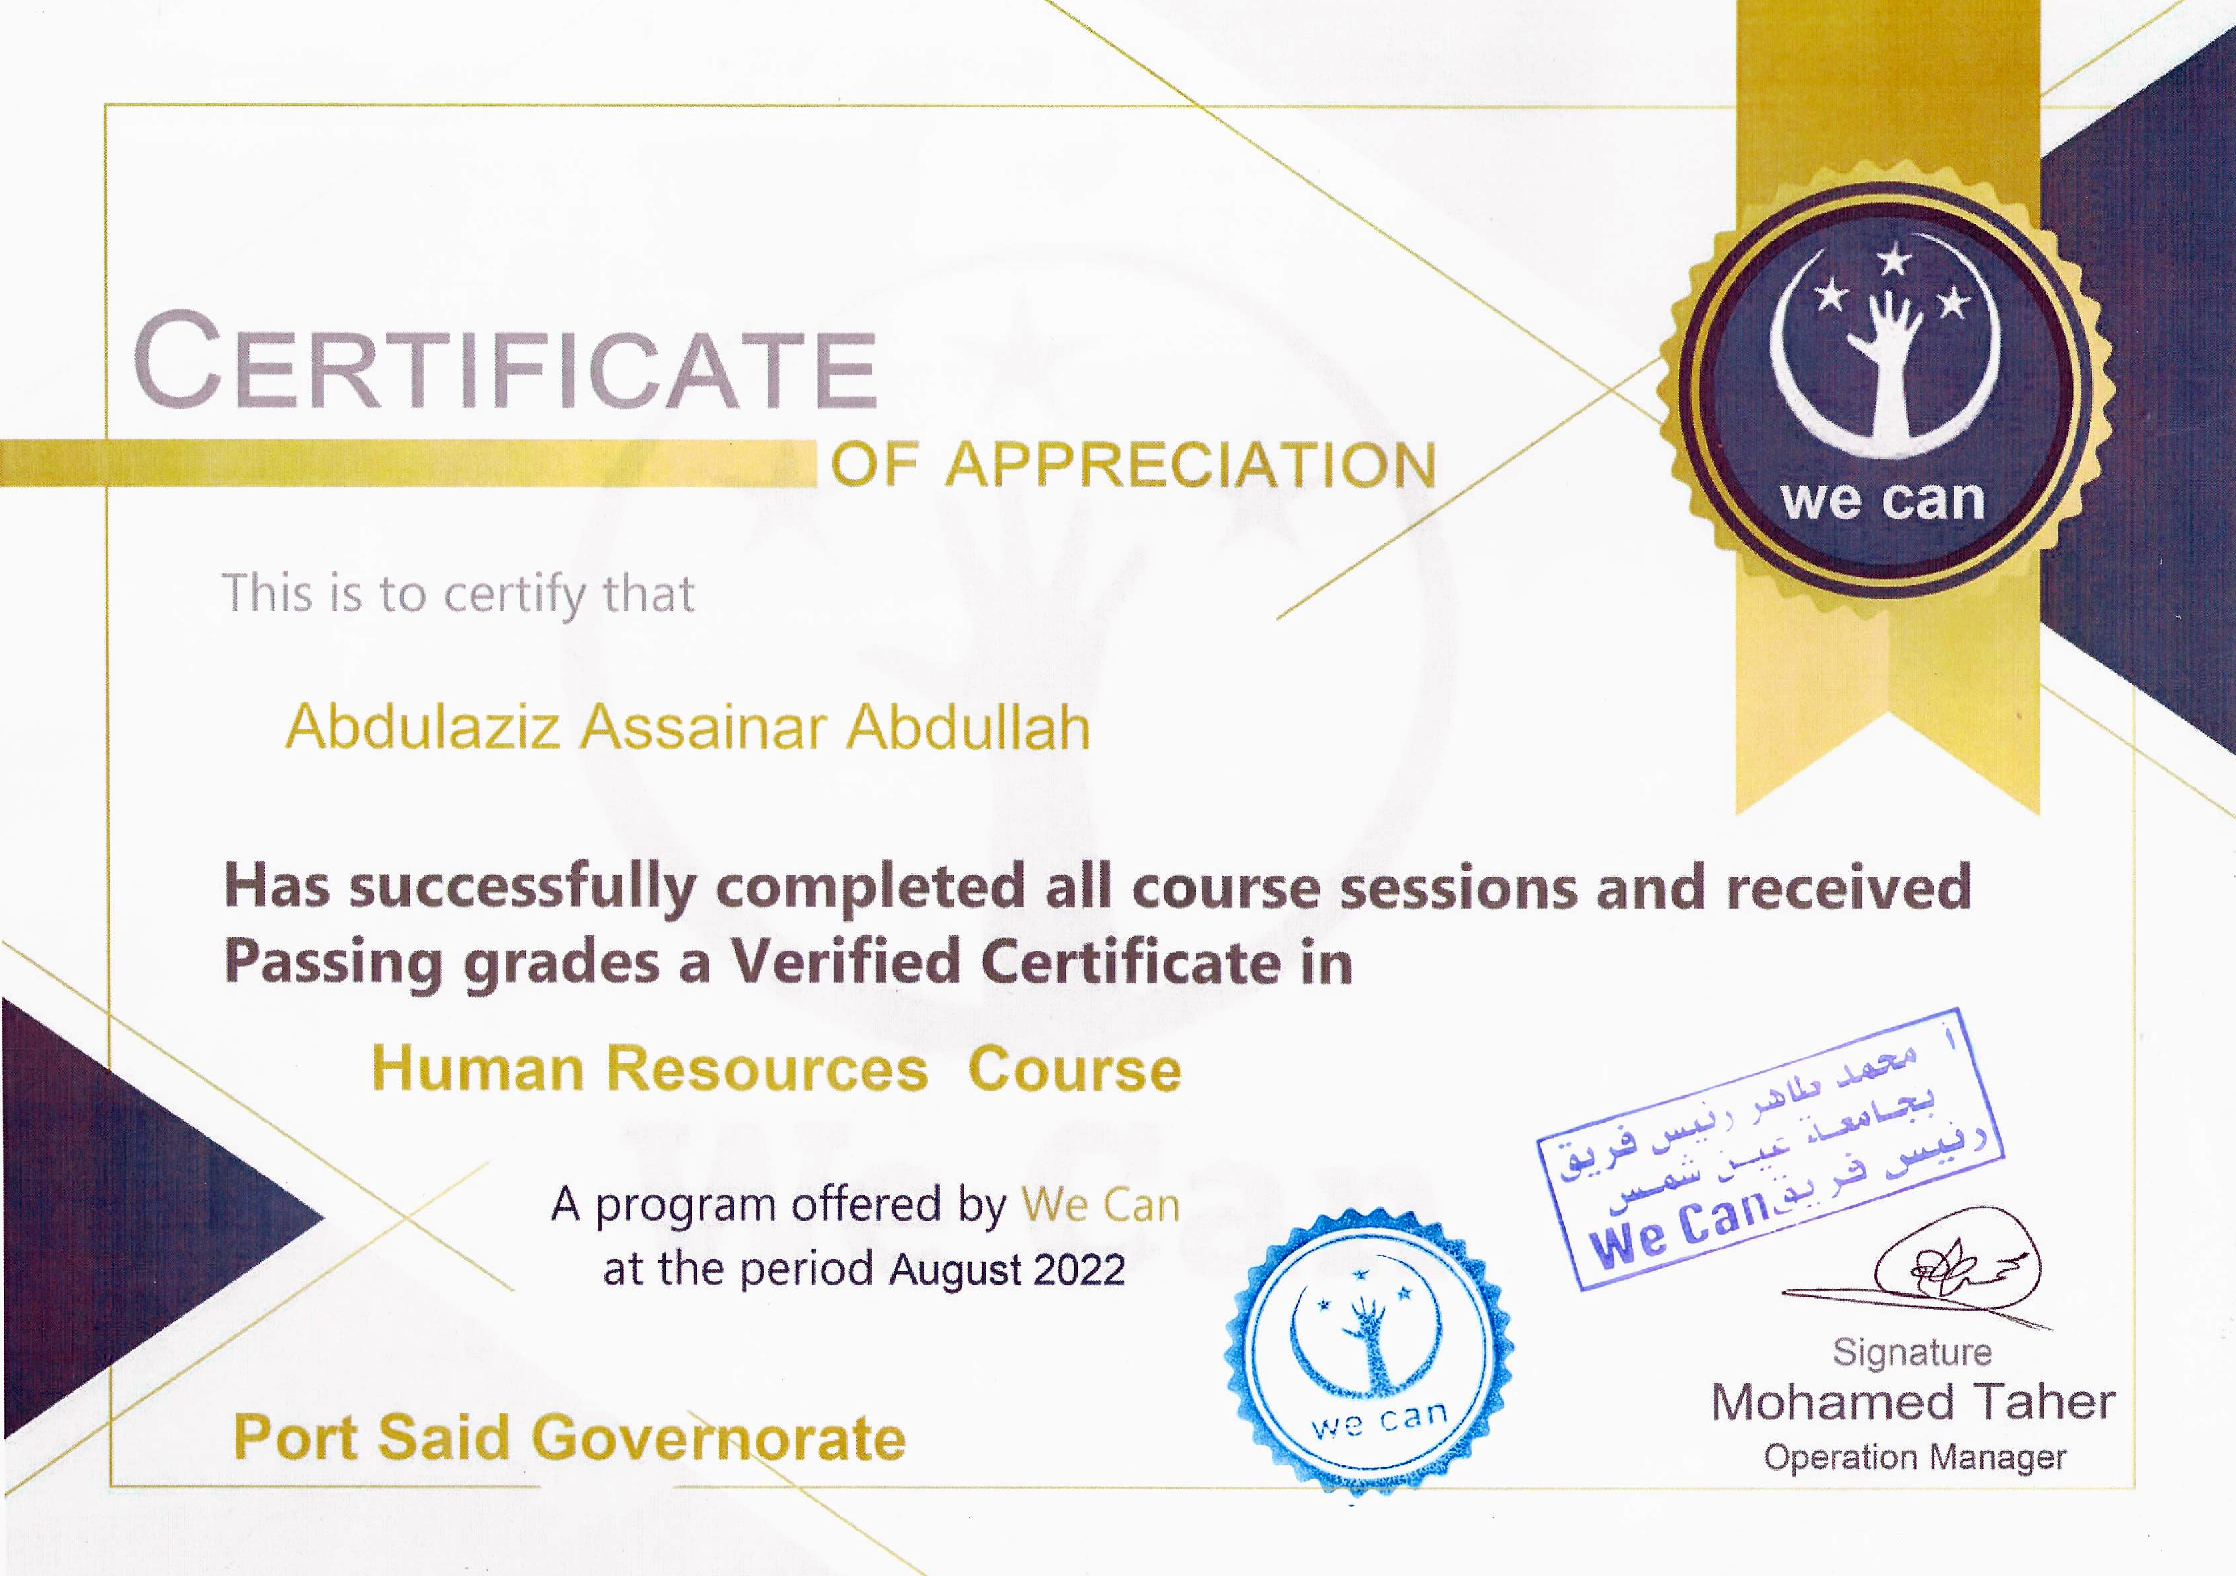 CERTIFICATE
OF APPRECIATION
we can
This is to certify that
Abdulaziz Assainar Abdullah
Has successfully completed all course sessions and received
Passing grades a Verified Certificate in
Human Resources Course
A program offered by We Can
at the period August 2022
we can
أ محمد طاهر رئيس فريق
بجامعة عين شمس
رئيس فريق We Can
Signature
Mohamed Taher
Operation Manager
Port Said Governorate
We Can